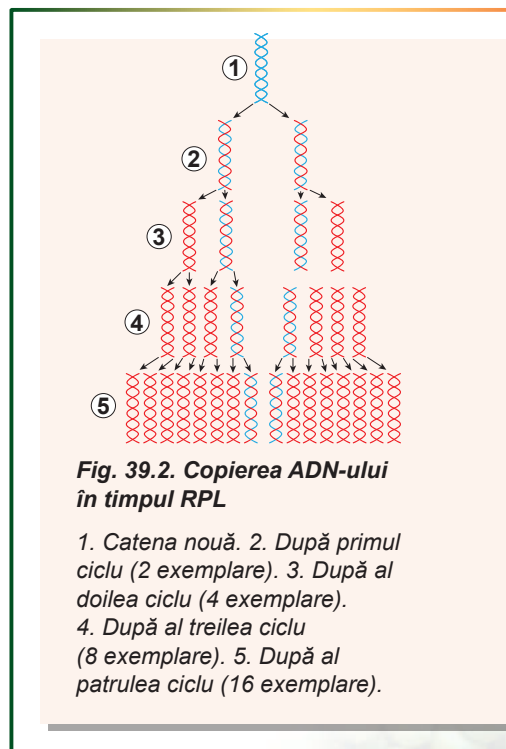 1
2
3
4
5
Fig. 39.2. Copierea ADN-ului
în timpul RPL
1. Catena nouă. 2. După primul
ciclu (2 exemplare). 3. După al
doilea ciclu (4 exemplare).
4. După al treilea ciclu
(8 exemplare). 5. După al
patrulea ciclu (16 exemplare).